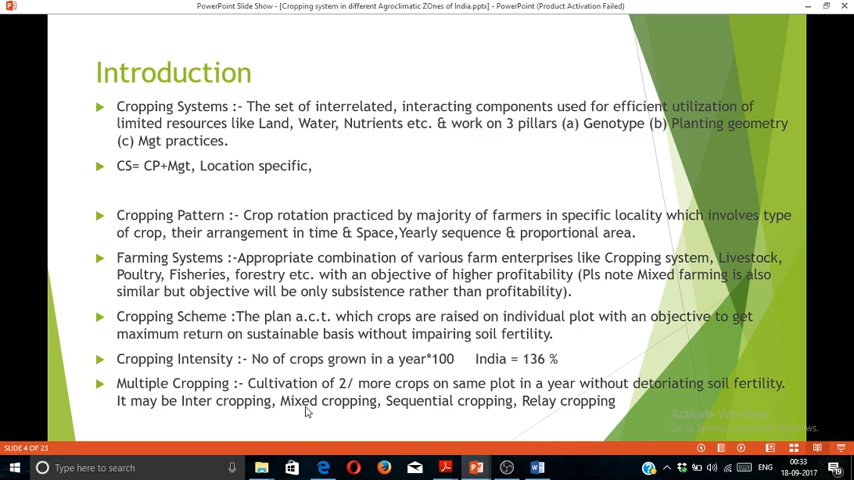 PowerPoint Slide Show - [Cropping system in different Agroclimatic ZOnes of India.pptx] - PowerPoint (Product Activation Failed)
Introduction
Cropping Systems :- The set of interrelated, interacting components used for efficient utilization of
limited resources like Land, Water, Nutrients etc. & work on 3 pillars (a) Genotype (b) Planting geometry
(c) Mgt practices.
CS= CP+Mgt, Location specific,
Cropping Pattern :- Crop rotation practiced by majority of farmers in specific locality which involves type
of crop, their arrangement in time & Space,Yearly sequence & proportional area.
Farming Systems :-Appropriate combination of various farm enterprises like Cropping system, Livestock,
Poultry, Fisheries, forestry etc. with an objective of higher profitability (Pls note Mixed farming is also
similar but objective will be only subsistence rather than profitability).
Cropping Scheme :The plan a.c.t. which crops are raised on individual plot with an objective to get
maximum return on sustainable basis without impairing soil fertility.
Cropping Intensity :- No of crops grown in a year*100 India = 136 %
Multiple Cropping :- Cultivation of 2/ more crops on same plot in a year without detoriating soil fertility.
It may be Inter cropping, Mixed cropping, Sequential cropping, Relay cropping
Activate Windows
Go to Settings to activate Windows.
SLIDE 4 OF 23
Type here to search
ENG
00:33
18-09-2017
19